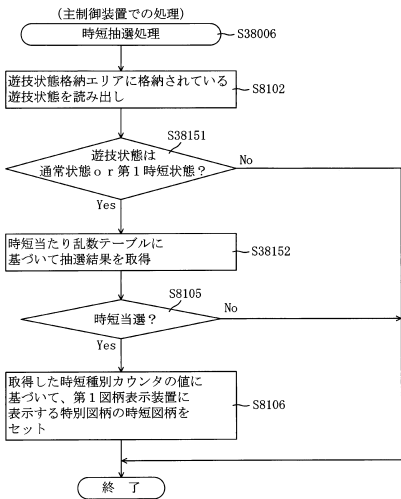 (主制御装置での処理)
時短抽選処理
S38006
遊技状態格納エリアに格納されている
遊技状態を読み出し
S8102
S38151
遊技状態は
通常状態or第1時短状態?
No
Yes
時短当たり乱数テーブルに
基づいて抽選結果を取得
S38152
S8105
時短当選?
No
Yes
取得した時短種別カウンタの値に
基づいて、第1図柄表示装置に
表示する特別図柄の時短図柄を
セット
S8106
終 了